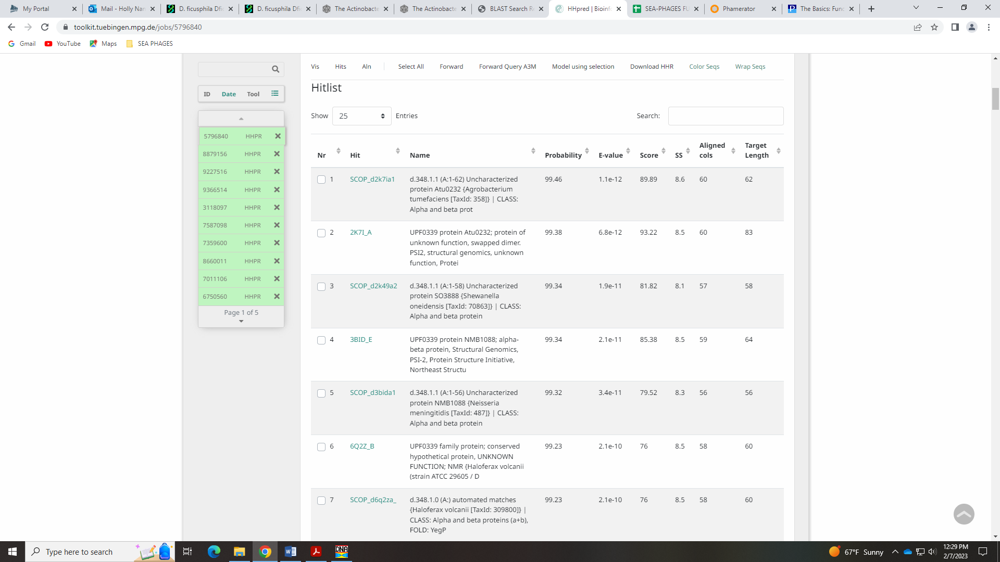 My Portal
Mail - Holly Nan
D. ficusphila Dfi
D. ficusphila Dfi
The Actinobacte
The Actinobacte
BLAST Search R
HHpred | Bioinf
SEA-PHAGES FU
Phamerator
The Basics: Func
toolkit.tuebingen.mpg.de/jobs/5796840
Gmail
YouTube
Maps
SEA PHAGES
Vis
Hits
Aln
Select All
Forward
Forward Query A3M
Model using selection
Download HHR
Color Seqs
Wrap Seqs
ID
Date
Tool
5796840 HHPR
8879156 HHPR
9227516 HHPR
9366514 HHPR
3118097 HHPR
7587098 HHPR
7359600 HHPR
8660011 HHPR
7011106 HHPR
6750560 HHPR
Page 1 of 5
Hitlist
Show 25 Entries
Search:
Nr Hit Name Probability E-value Score SS Aligned cols Target Length
1 SCOP_d2k7ia1 d.348.1.1 (A:1-62) Uncharacterized 99.46 1.1e-12 89.89 8.6 60 62
protein Atu0232 {Agrobacterium
tumefaciens [TaxId: 358]} | CLASS:
Alpha and beta prot
2 2K7I_A UPF0339 protein Atu0232; protein of 99.38 6.8e-12 93.22 8.5 60 83
unknown function, swapped dimer.
PSI2, structural genomics, unknown
function, Protei
3 SCOP_d2k49a2 d.348.1.1 (A:1-58) Uncharacterized 99.34 1.9e-11 81.82 8.1 57 58
protein SO3888 {Shewanella
oneidensis [TaxId: 70863]} | CLASS:
Alpha and beta protein
4 3BID_E UPF0339 protein NMB1088; alpha- 99.34 2.1e-11 85.38 8.5 59 64
beta protein, Structural Genomics,
PSI-2, Protein Structure Initiative,
Northeast Structu
5 SCOP_d3bida1 d.348.1.1 (A:1-56) Uncharacterized 99.32 3.4e-11 79.52 8.3 56 56
protein NMB1088 {Neisseria
meningitidis [TaxId: 487]} | CLASS:
Alpha and beta protein
6 6Q2Z_B UPF0339 family protein; conserved 99.23 2.1e-10 76 8.5 58 60
hypothetical protein, UNKNOWN
FUNCTION; NMR {Haloferax volcanii
(strain ATCC 29605 / D
7 SCOP_d6q2za_ d.348.1.0 (A:) automated matches 99.23 2.1e-10 76 8.5 58 60
{Haloferax volcanii [TaxId: 309800]} |
CLASS: Alpha and beta proteins (a+b),
FOLD: YegP
Type here to search
DNA
67°F Sunny
12:29 PM
2/7/2023